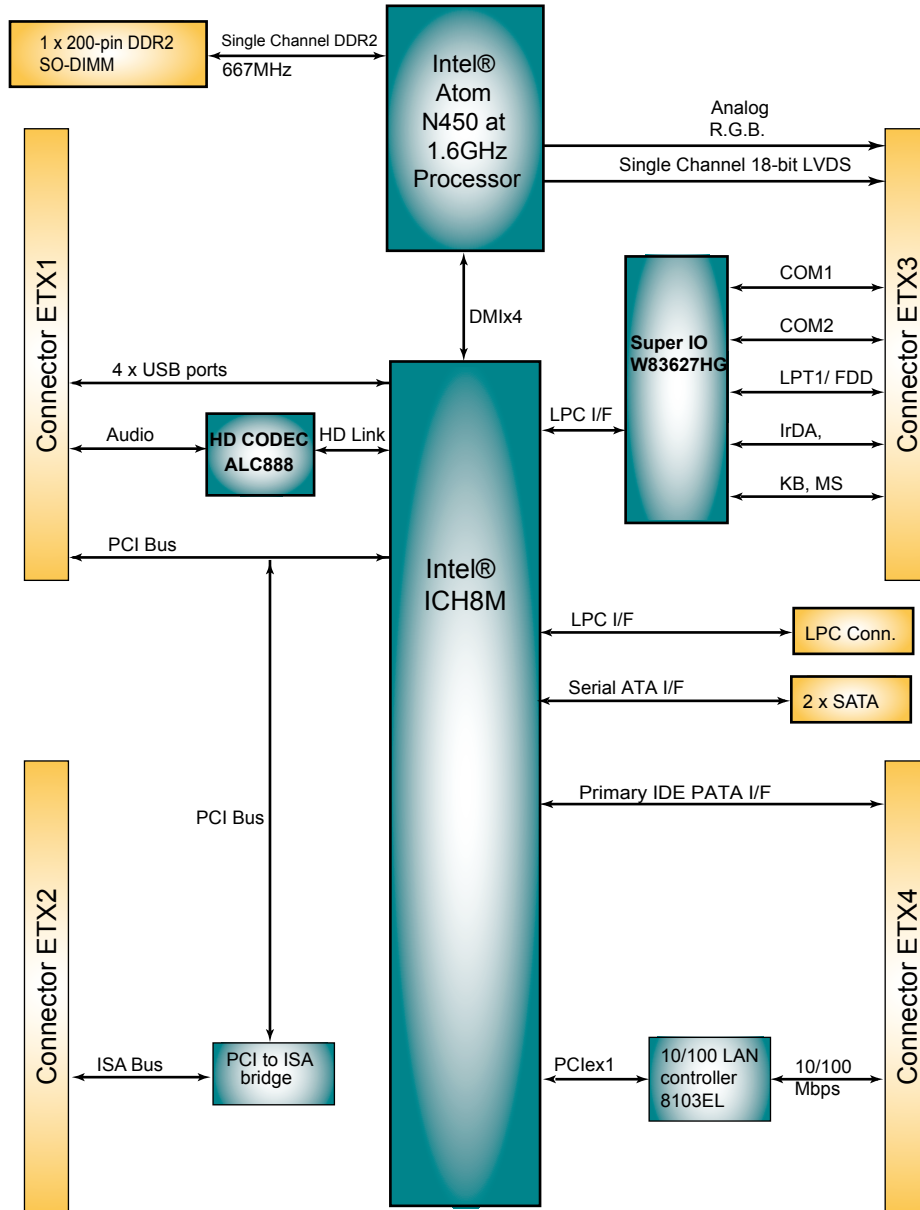 1 x 200-pin DDR2
SO-DIMM
Single Channel DDR2
667MHz
Intel®
Atom
N450 at
1.6GHz
Processor
Analog
R.G.B.
Single Channel 18-bit LVDS
Connector ETX1
Connector ETX3
DMIx4
COM1
COM2
Super IO
W83627HG
LPT1/ FDD
IrDA,
KB, MS
4 x USB ports
LPC I/F
Audio
HD CODEC
ALC888
HD Link
PCI Bus
Intel®
ICH8M
LPC I/F
LPC Conn.
Serial ATA I/F
2 x SATA
Primary IDE PATA I/F
PCI Bus
Connector ETX2
Connector ETX4
ISA Bus
PCI to ISA
bridge
PCIex1
10/100 LAN
controller
8103EL
10/100
Mbps